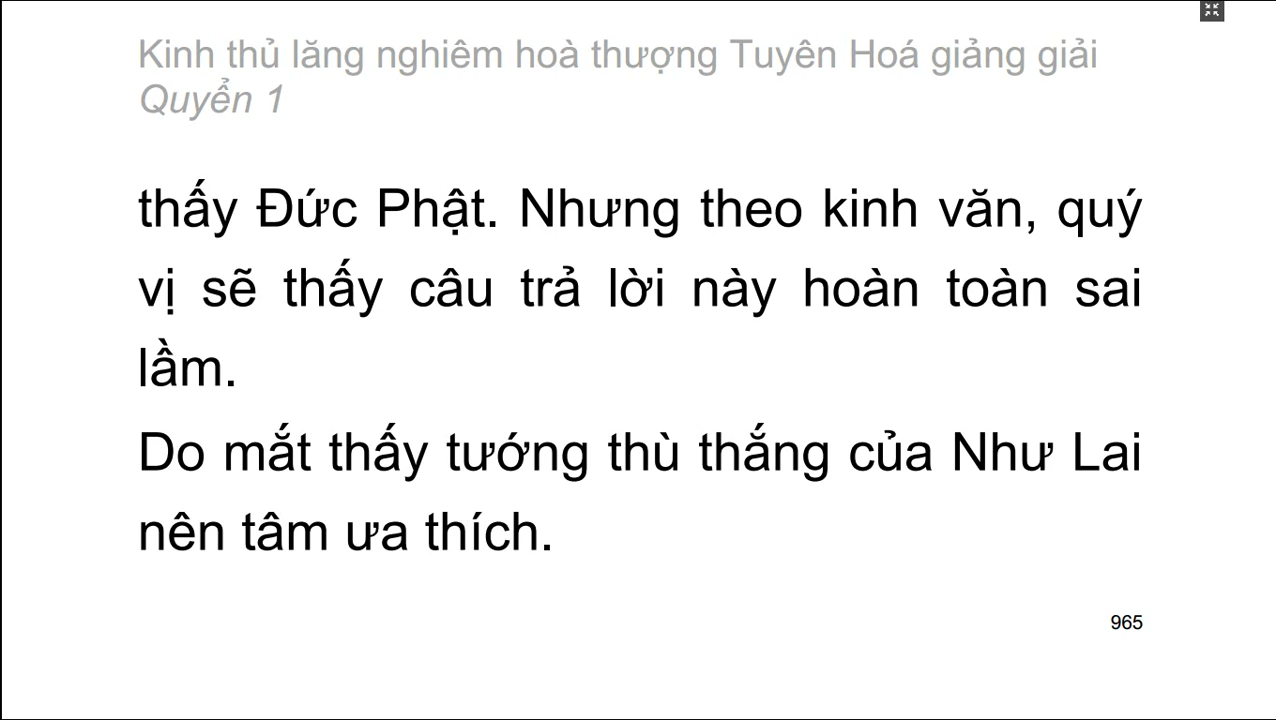 Kinh thủ lăng nghiêm hoà thượng Tuyên Hoá giảng giải
Quyển 1
thấy Đức Phật. Nhưng theo kinh văn, quý
vị sẽ thấy câu trả lời này hoàn toàn sai
lầm.
Do mắt thấy tướng thù thắng của Như Lai
nên tâm ưa thích.
965